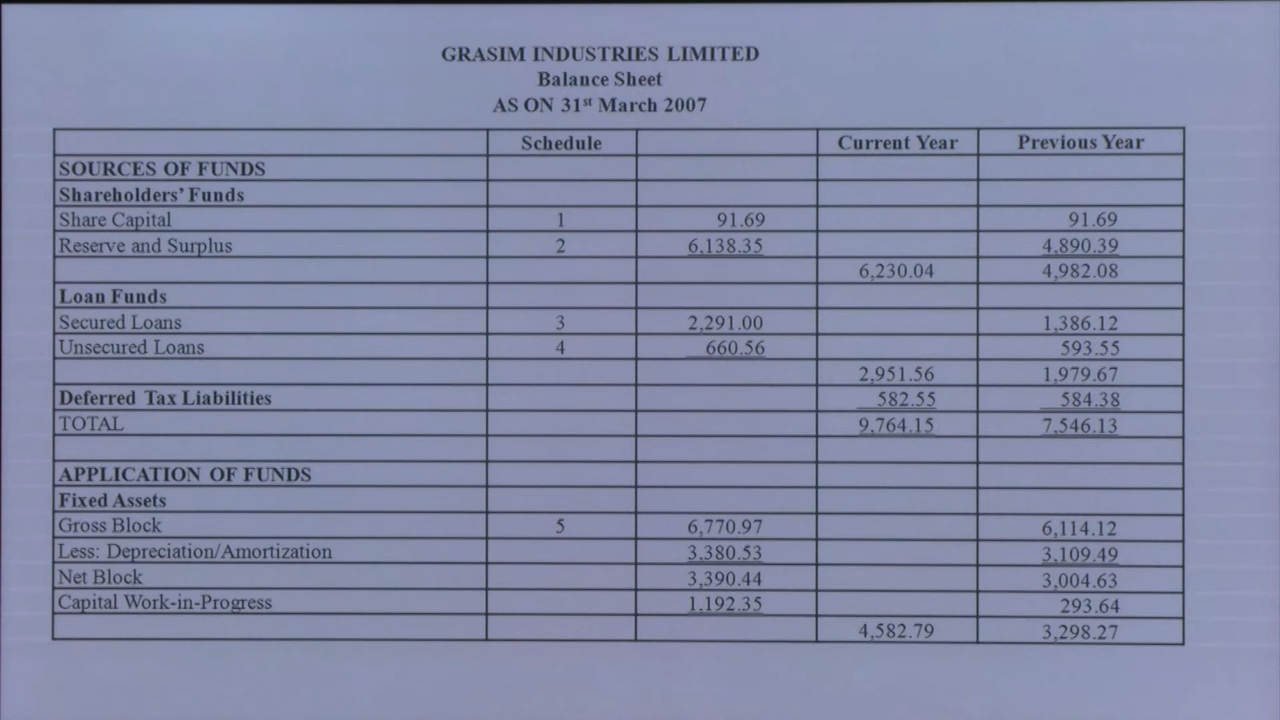 GRASIM INDUSTRIES LIMITED
Balance Sheet
AS ON 31st March 2007
Schedule Current Year Previous Year
SOURCES OF FUNDS
Shareholders' Funds
Share Capital 1 91.69 91.69
Reserve and Surplus 2 6,138.35 4,890.39
6,230.04 4,982.08
Loan Funds
Secured Loans 3 2,291.00 1,386.12
Unsecured Loans 4 660.56 593.55
2,951.56 1,979.67
Deferred Tax Liabilities 582.55 584.38
TOTAL 9,764.15 7,546.13
APPLICATION OF FUNDS
Fixed Assets
Gross Block 5 6,770.97 6,114.12
Less: Depreciation/Amortization 3,380.53 3,109.49
Net Block 3,390.44 3,004.63
Capital Work-in-Progress 1,192.35 293.64
4,582.79 3,298.27